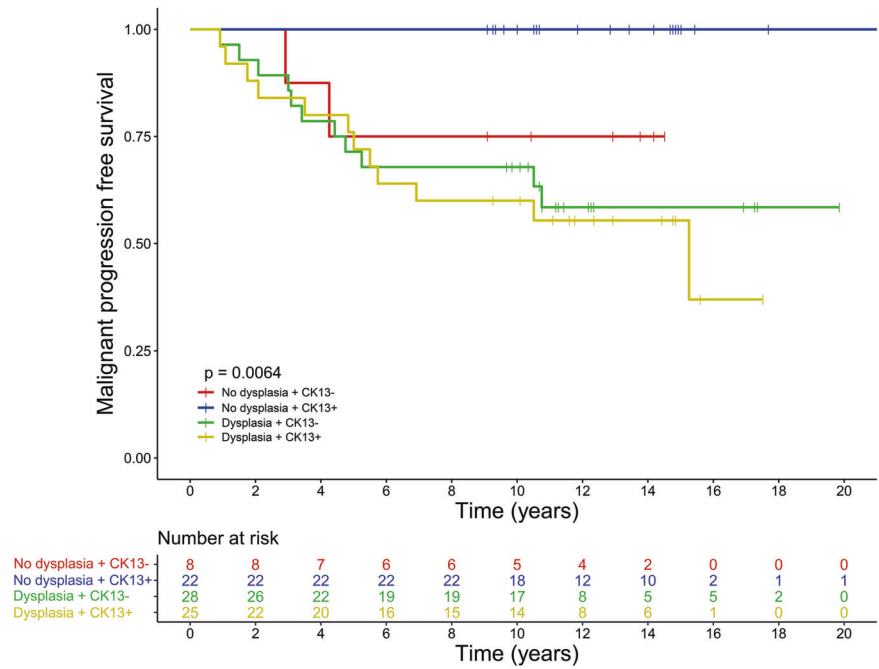 1.00
0.75
0.50
0.25
0.00
Malignant progression free survival
p = 0.0064
No dysplasia + CK13-
No dysplasia + CK13+
Dysplasia + CK13-
Dysplasia + CK13+
0 2 4 6 8 10 12 14 16 18 20
Time (years)
Number at risk
No dysplasia + CK13- 8 8 7 6 6 5 4 2 0 0 0
No dysplasia + CK13+ 22 22 22 22 22 18 12 10 2 1 1
Dysplasia + CK13- 28 26 22 19 19 17 8 5 5 2 0
Dysplasia + CK13+ 25 22 20 16 15 14 8 6 1 0 0
0 2 4 6 8 10 12 14 16 18 20
Time (years)